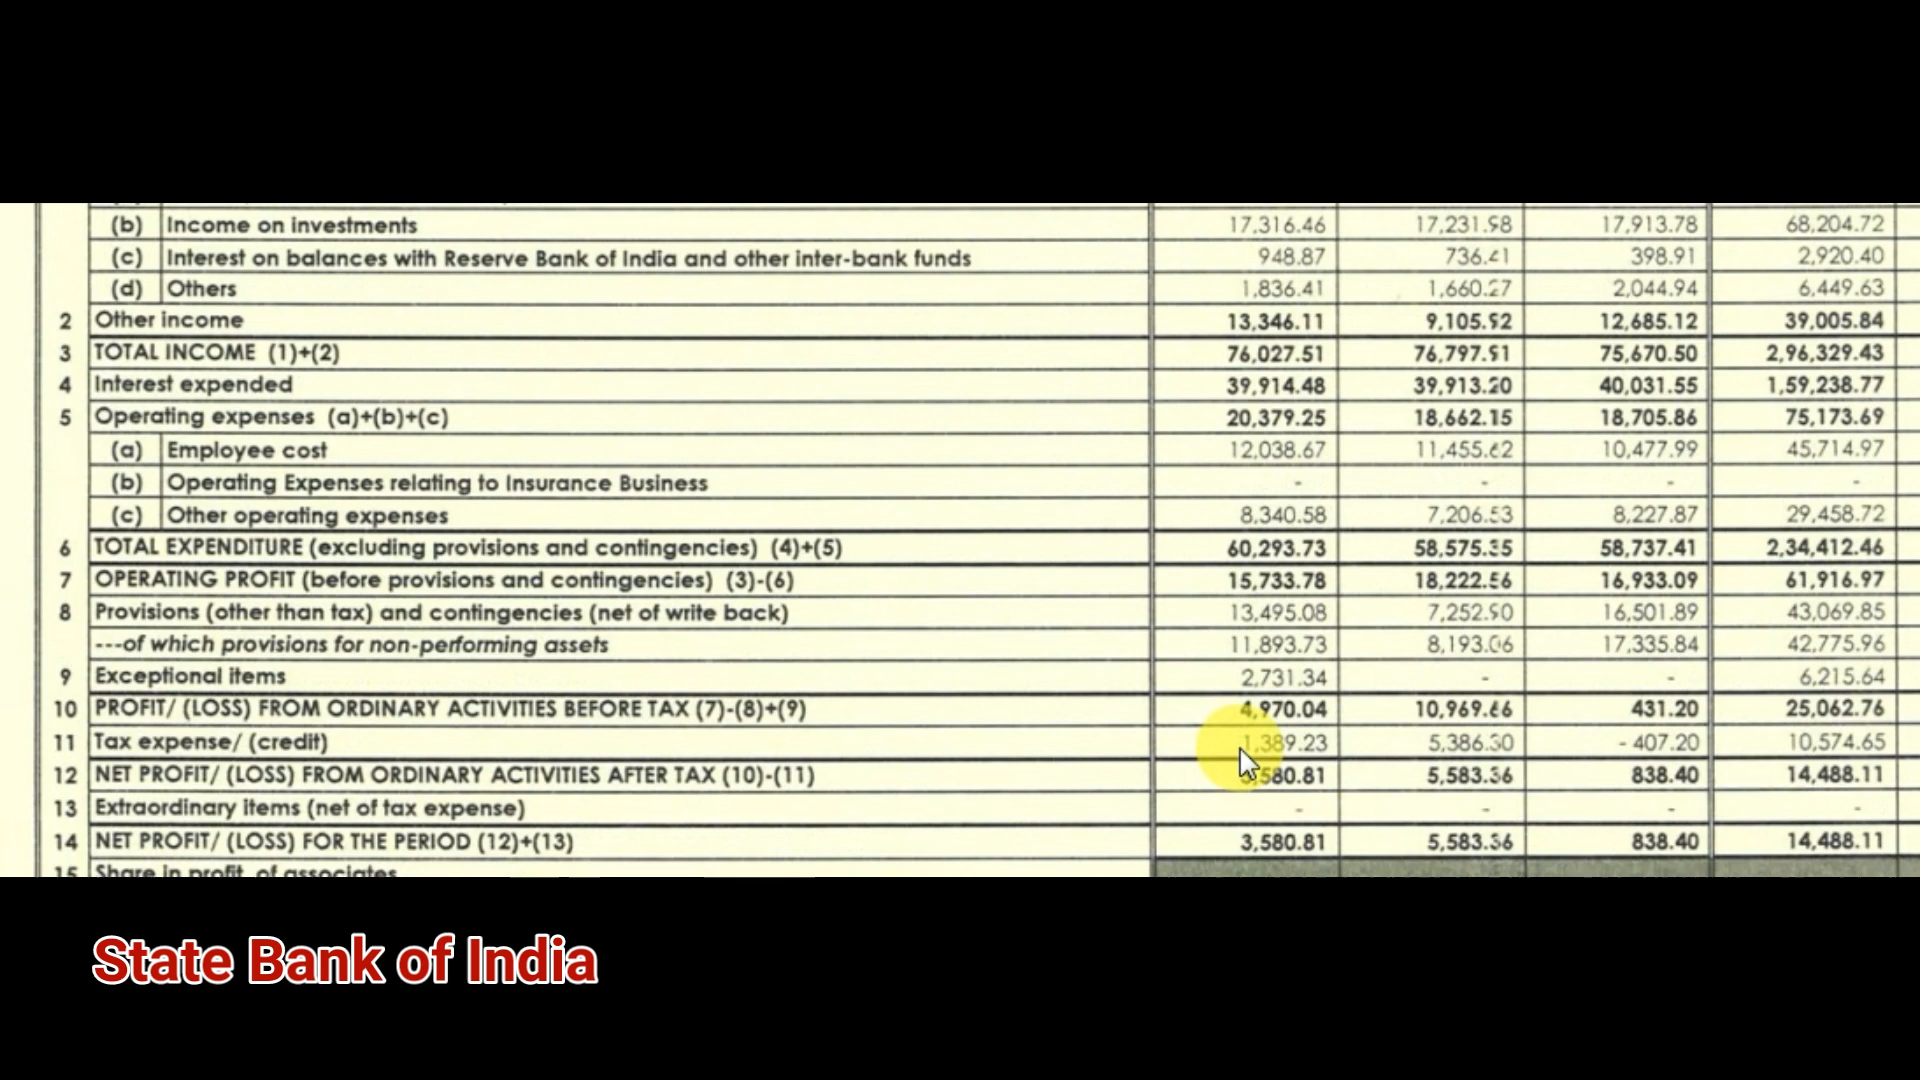 (b) Income on investments 17,316.46 17,231.98 17,913.78 68,204.72
(c) Interest on balances with Reserve Bank of India and other inter-bank funds 948.87 736.41 398.91 2,920.40
(d) Others 1,836.41 1,660.27 2,044.94 6,449.63
2 Other income 13,346.11 9,105.92 12,685.12 39,005.84
3 TOTAL INCOME (1)+(2) 76,027.51 76,797.91 75,670.50 2,96,329.43
4 Interest expended 39,914.48 39,913.20 40,031.55 1,59,238.77
5 Operating expenses (a)+(b)+(c) 20,379.25 18,662.15 18,705.86 75,173.69
(a) Employee cost 12,038.67 11,455.62 10,477.99 45,714.97
(b) Operating Expenses relating to Insurance Business - - - -
(c) Other operating expenses 8,340.58 7,206.53 8,227.87 29,458.72
6 TOTAL EXPENDITURE (excluding provisions and contingencies) (4)+(5) 60,293.73 58,575.35 58,737.41 2,34,412.46
7 OPERATING PROFIT (before provisions and contingencies) (3)-(6) 15,733.78 18,222.56 16,933.09 61,916.97
8 Provisions (other than tax) and contingencies (net of write back) 13,495.08 7,252.90 16,501.89 43,069.85
---of which provisions for non-performing assets 11,893.73 8,193.06 17,335.84 42,775.96
9 Exceptional items 2,731.34 - - 6,215.64
10 PROFIT/ (LOSS) FROM ORDINARY ACTIVITIES BEFORE TAX (7)-(8)+(9) 4,970.04 10,969.66 431.20 25,062.76
11 Tax expense/ (credit) 1,389.23 5,386.30 - 407.20 10,574.65
12 NET PROFIT/ (LOSS) FROM ORDINARY ACTIVITIES AFTER TAX (10)-(11) 3,580.81 5,583.36 838.40 14,488.11
13 Extraordinary items (net of tax expense) - - - -
14 NET PROFIT/ (LOSS) FOR THE PERIOD (12)+(13) 3,580.81 5,583.36 838.40 14,488.11
15 Share in profit of associates
State Bank of India